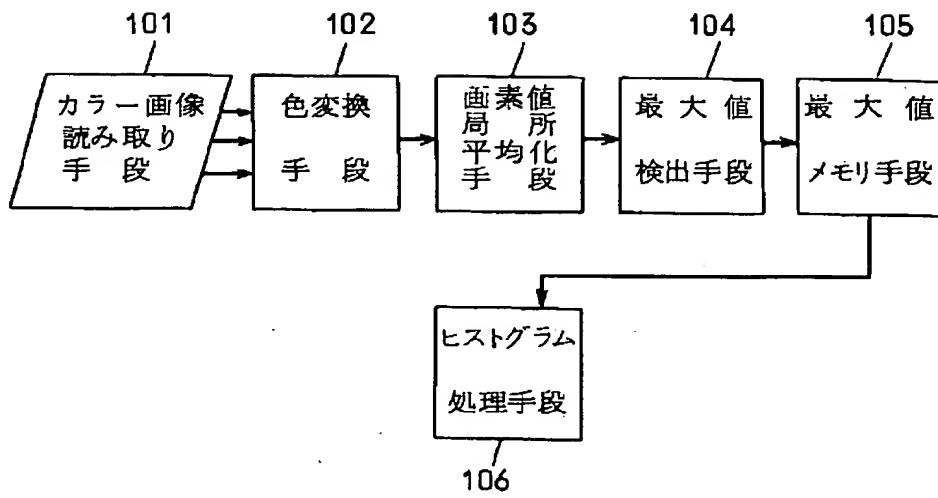 101
102
103
104
105
カラー画像
読み取り
手段
色変換
手段
画素値
局所
平均化
手段
最大値
検出手段
最大値
メモリ手段
ヒストグラム
処理手段
106